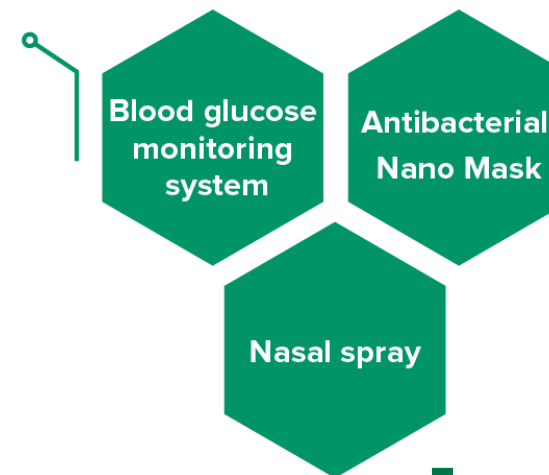 Blood glucose
monitoring
system
Antibacterial
Nano Mask
Nasal spray